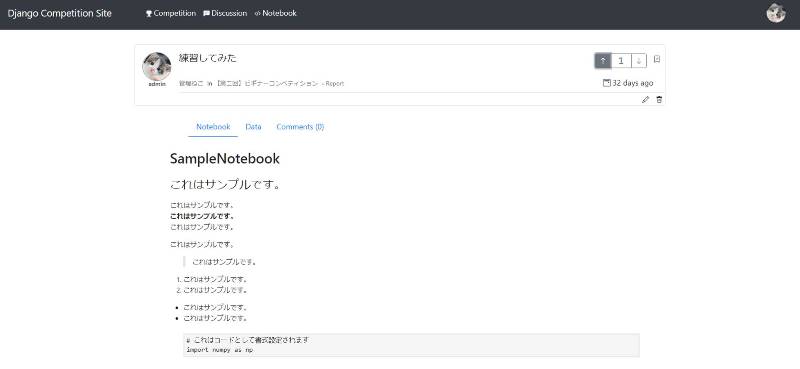 Django Competition Site
Competition
Discussion
Notebook
練習してみた
1
admin
管理ねこ in 【第二回】ビギナーコンペティション - Report
32 days ago
Notebook
Data
Comments (0)
SampleNotebook
これはサンプルです。
これはサンプルです。
これはサンプルです。
これはサンプルです。
これはサンプルです。
これはサンプルです。
1. これはサンプルです。
2. これはサンプルです。
これはサンプルです。
これはサンプルです。
# これはコードとして書式設定されます
import numpy as np